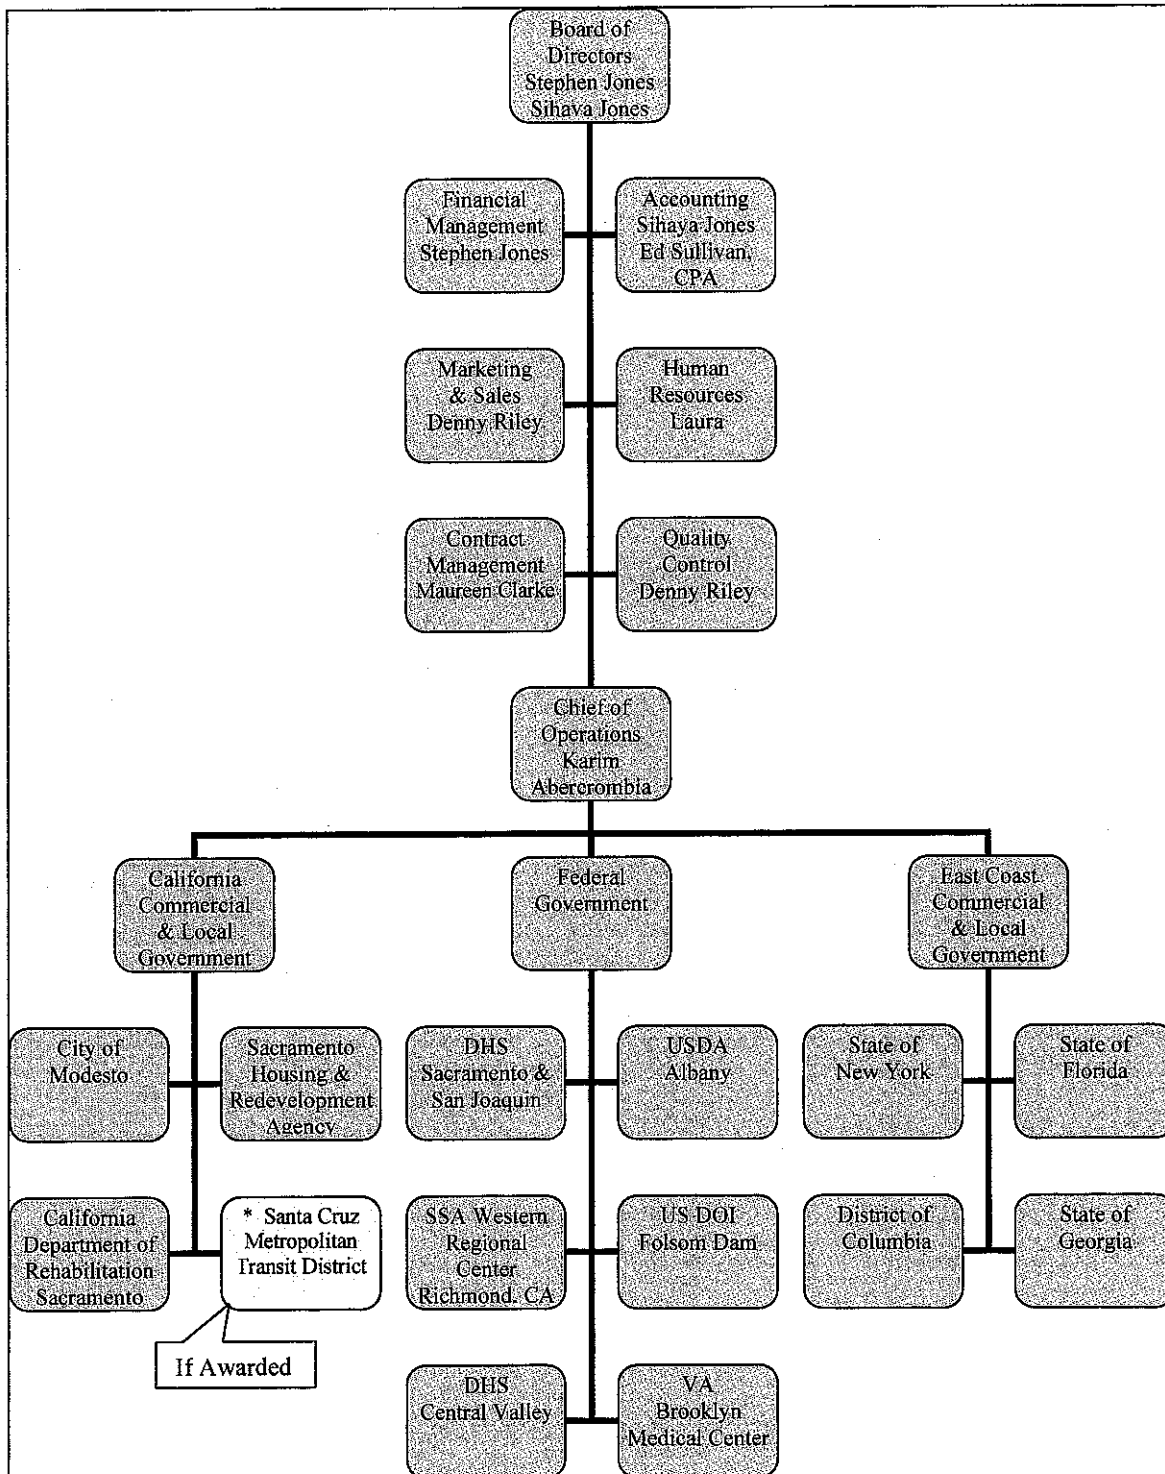 Board of
Directors
Stephen Jones
Sihaya Jones
Financial
Management
Stephen Jones
Accounting
Sihaya Jones
Ed Sullivan,
CPA
Marketing
& Sales
Denny Riley
Human
Resources
Laura
Contract
Management
Maureen Clarke
Quality
Control
Denny Riley
Chief of
Operations
Karim
Abercrombia
California
Commercial
& Local
Government
Federal
Government
East Coast
Commercial
& Local
Government
City of
Modesto
Sacramento
Housing &
Redevelopment
Agency
DHS
Sacramento &
San Joaquin
USDA
Albany
State of
New York
State of
Florida
California
Department of
Rehabilitation
Sacramento
* Santa Cruz
Metropolitan
Transit District
SSA Western
Regional
Center
Richmond, CA
US DOI
Folsom Dam
District of
Columbia
State of
Georgia
If Awarded
DHS
Central Valley
VA
Brooklyn
Medical Center